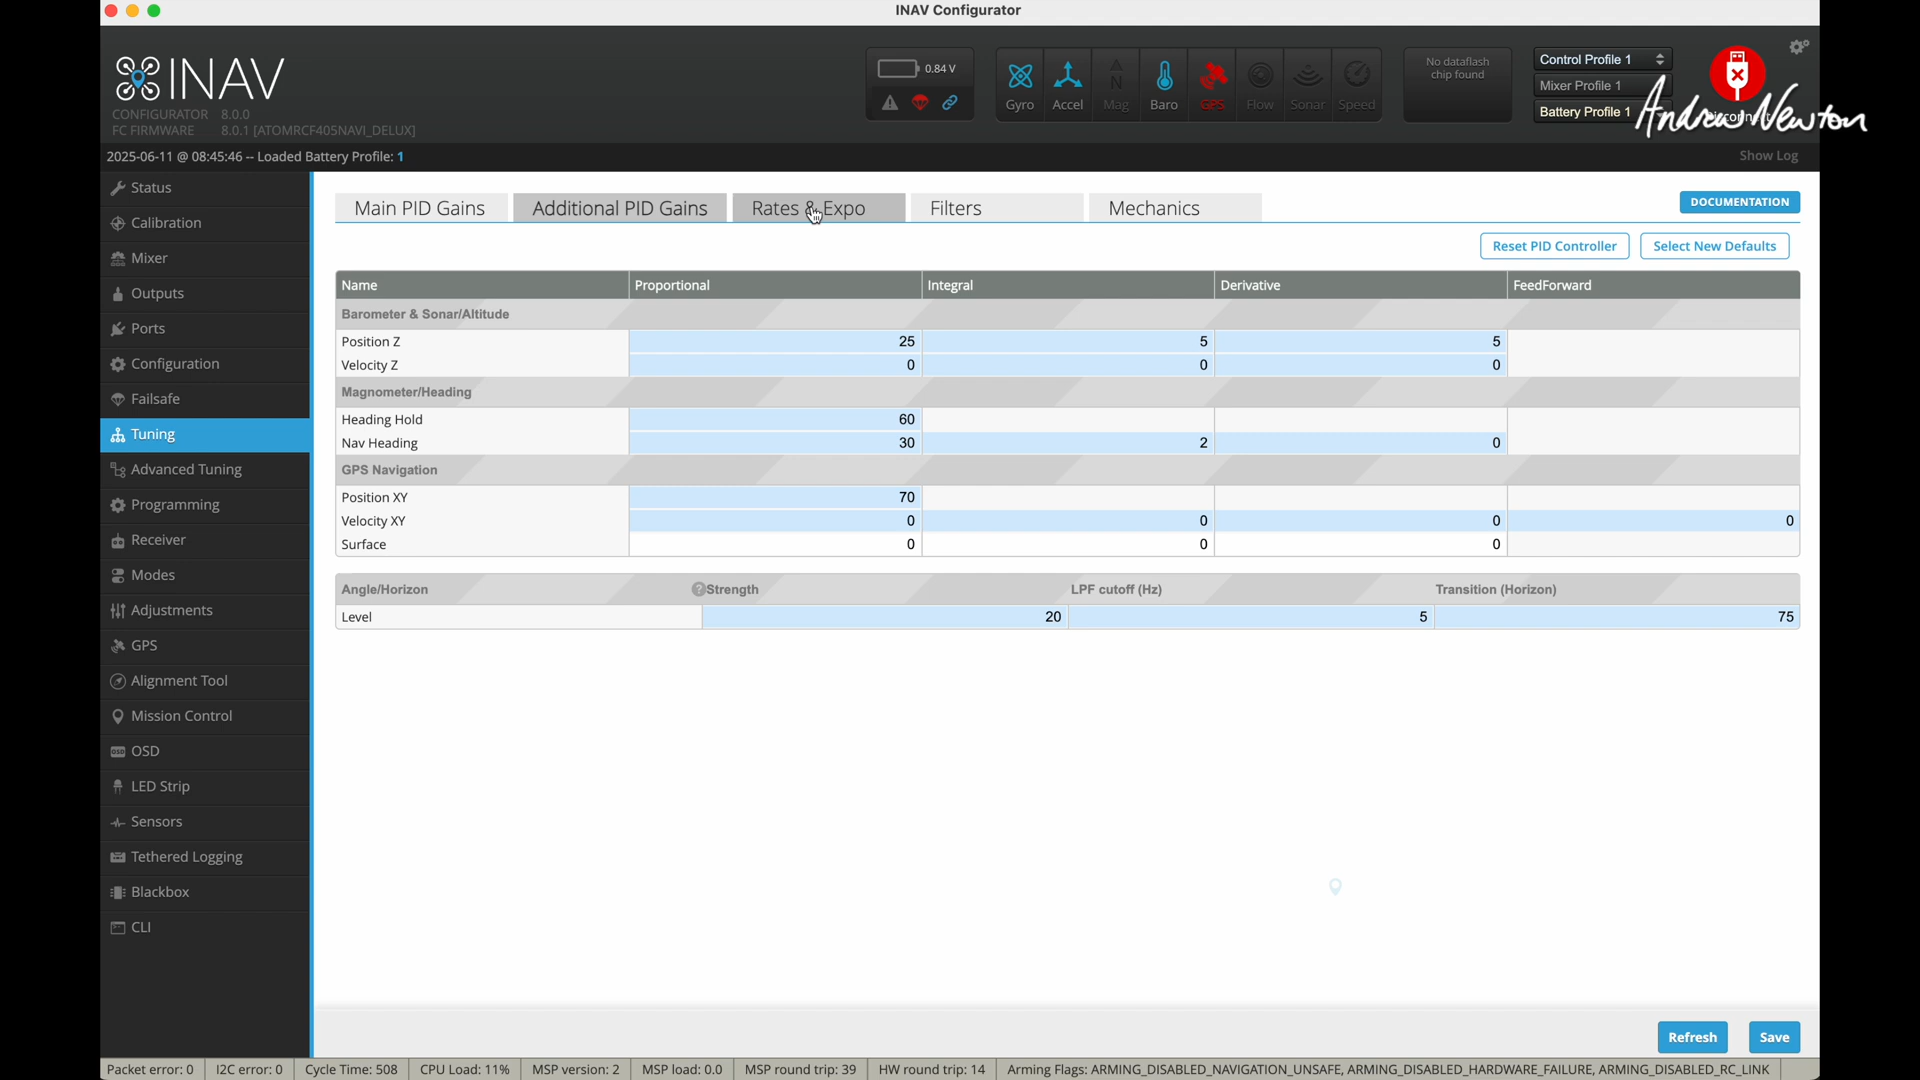 INAV Configurator
INAV
CONFIGURATOR 8.0.0
FC FIRMWARE 8.0.1 [ATOMRCF405NAVI_DELUX]
0.84 V
Gyro Accel Mag Baro GPS Flow Sonar Speed
N
No dataflash
chip found
Control Profile 1
Mixer Profile 1
Battery Profile 1
Andrew Newton
2025-06-11 @ 08:45:46 -- Loaded Battery Profile: 1
Show Log
Status
Calibration
Mixer
Outputs
Ports
Configuration
Failsafe
Tuning
Advanced Tuning
Programming
Receiver
Modes
Adjustments
GPS
Alignment Tool
Mission Control
OSD
LED Strip
Sensors
Tethered Logging
Blackbox
CLI
Main PID Gains Additional PID Gains Rates & Expo Filters Mechanics
DOCUMENTATION
Reset PID Controller Select New Defaults
Name Proportional Integral Derivative FeedForward
Barometer & Sonar/Altitude
Position Z 25 5 5
Velocity Z 0 0 0
Magnometer/Heading
Heading Hold 60
Nav Heading 30 2 0
GPS Navigation
Position XY 70
Velocity XY 0 0 0 0
Surface 0 0 0
Angle/Horizon ?Strength LPF cutoff (Hz) Transition (Horizon)
Level 20 5 75
Refresh Save
Packet error: 0 I2C error: 0 Cycle Time: 508 CPU Load: 11% MSP version: 2 MSP load: 0.0 MSP round trip: 39 HW round trip: 14 Arming Flags: ARMING_DISABLED_NAVIGATION_UNSAFE, ARMING_DISABLED_HARDWARE_FAILURE, ARMING_DISABLED_RC_LINK